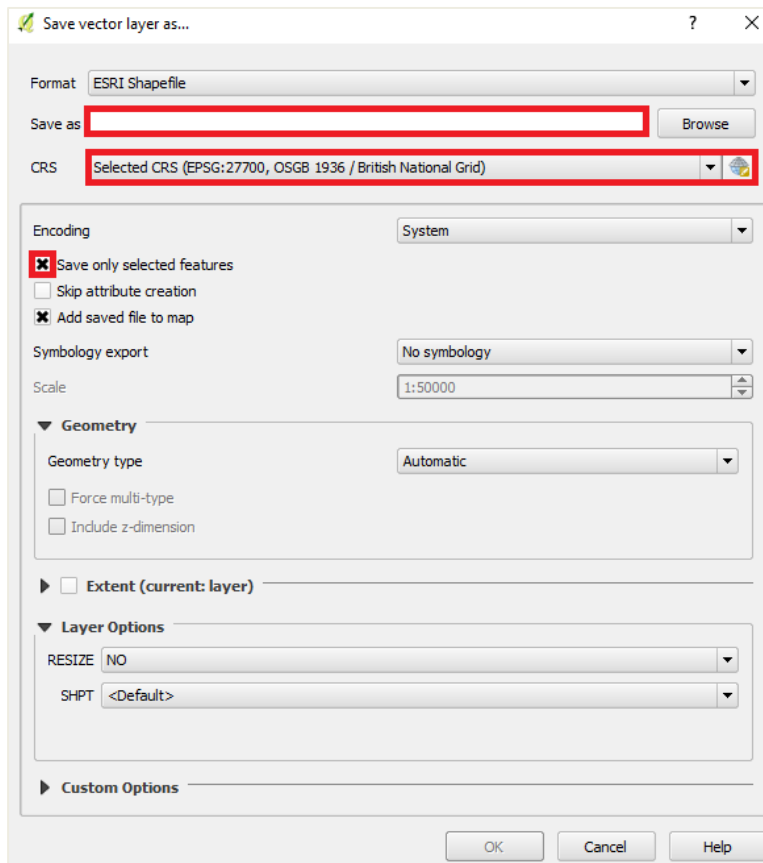 Save vector layer as...
?
Format ESRI Shapefile
Save as Browse
CRS Selected CRS (EPSG:27700, OSGB 1936 / British National Grid)
Encoding System
Save only selected features
Skip attribute creation
Add saved file to map
Symbology export No symbology
Scale 1:50000
Geometry
Geometry type Automatic
Force multi-type
Include z-dimension
Extent (current: layer)
Layer Options
RESIZE NO
SHPT <Default>
Custom Options
OK Cancel Help